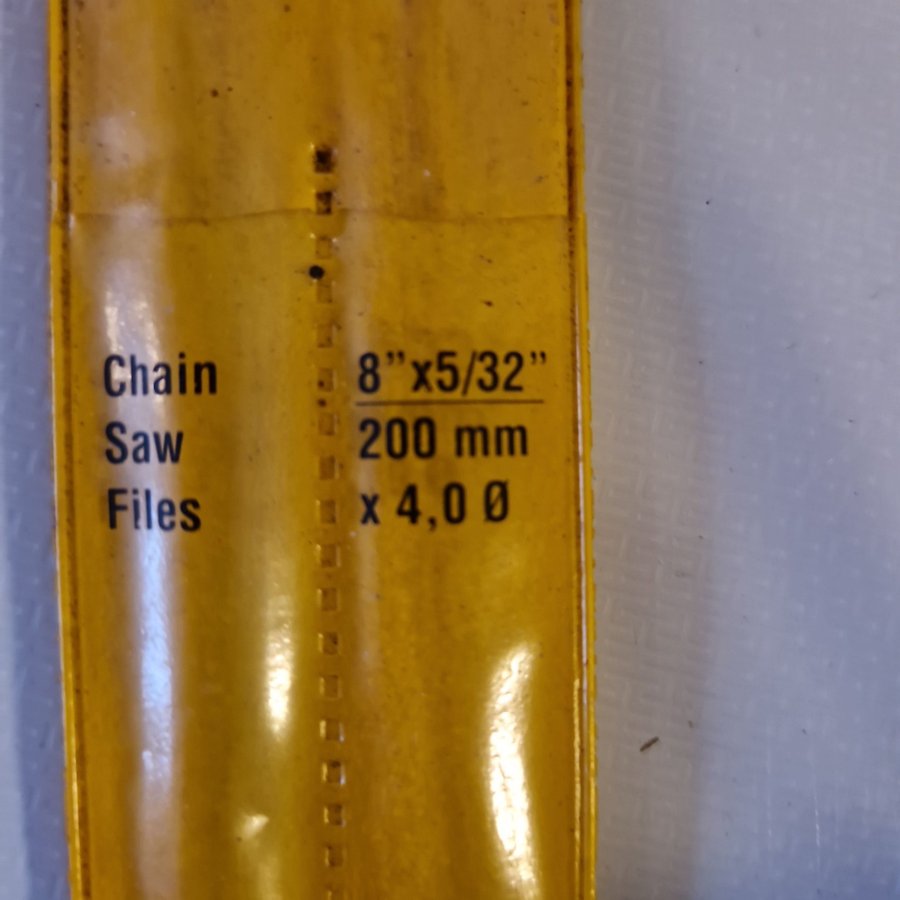 Chain
Saw
Files
8”x5/32”
200 mm
x 4,0 Ø